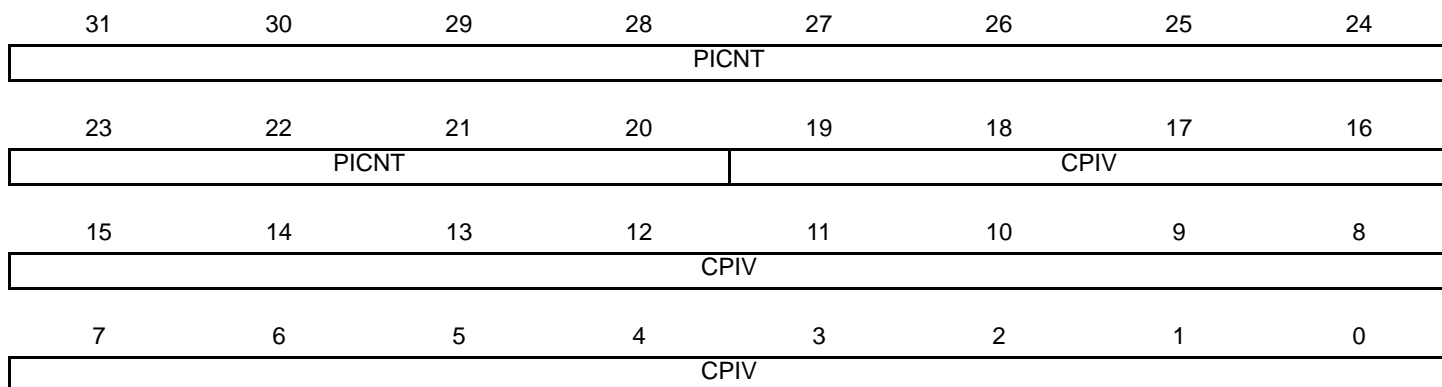 31 30 29 28 27 26 25 24
PICNT
23 22 21 20 19 18 17 16
PICNT CPIV
15 14 13 12 11 10 9 8
CPIV
7 6 5 4 3 2 1 0
CPIV